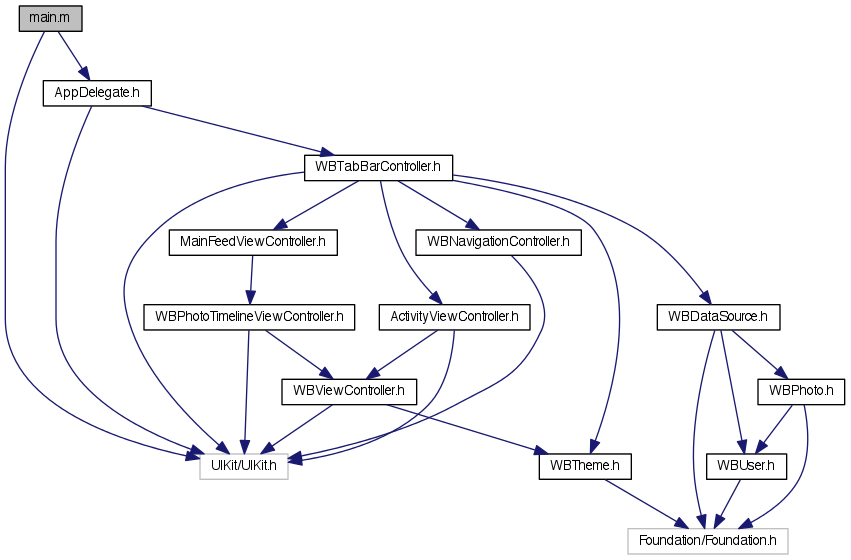 main.m
AppDelegate.h
WBTabBarController.h
MainFeedViewController.h
WBNavigationController.h
WBPhotoTimelineViewController.h
ActivityViewController.h
WBDataSource.h
WBViewController.h
WBPhoto.h
UIKit/UIKit.h
WBTheme.h
WBUser.h
Foundation/Foundation.h